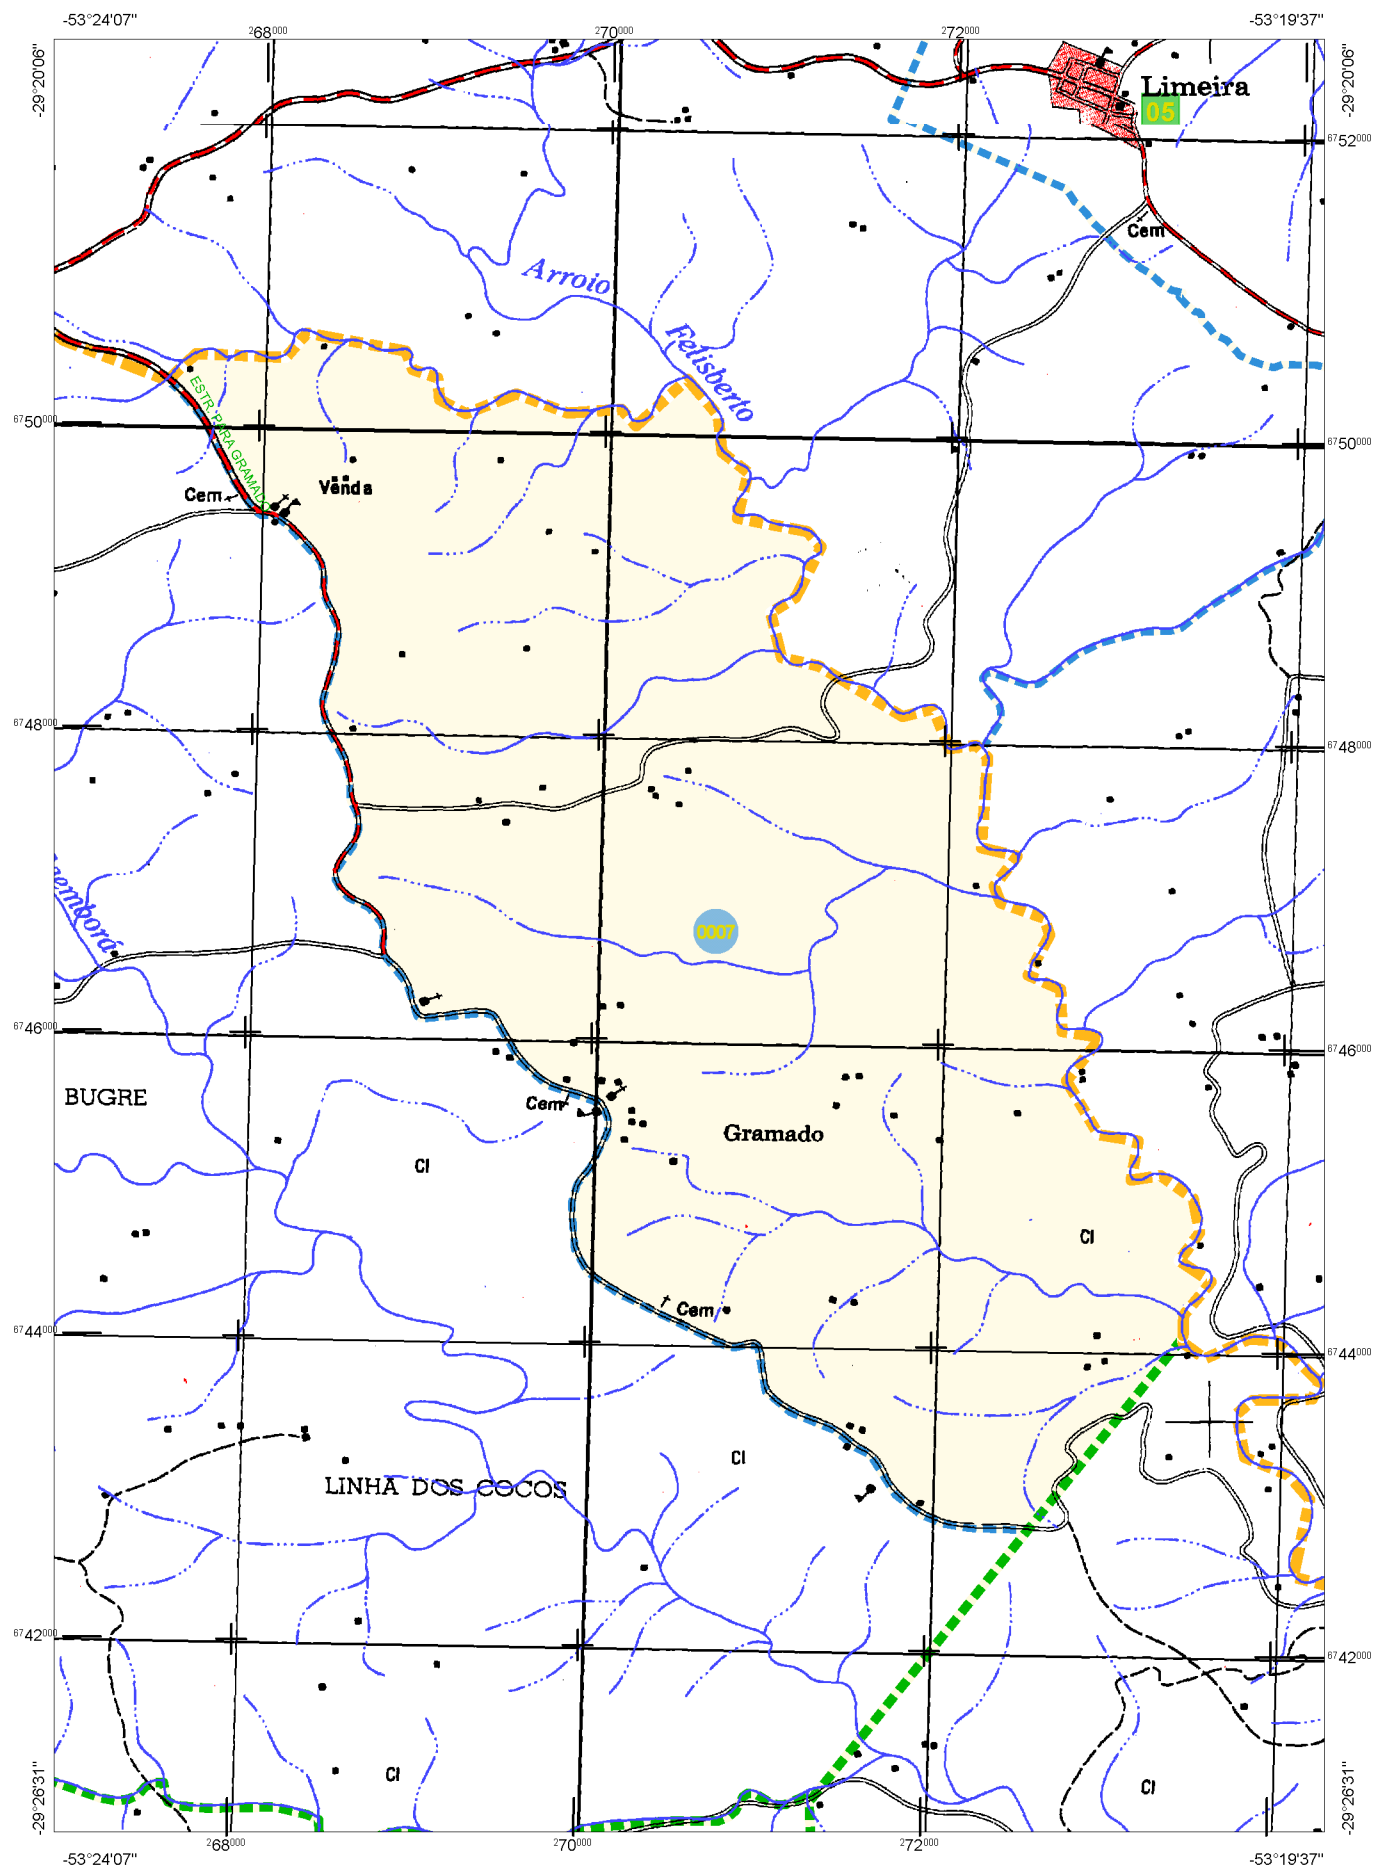 -53°24'07"
-53°19'37"
268000
270000
272000
-29°20'06"
-29°20'06"
Limeira
05
6752000
Cem
Arroio
Felisberto
ESTR. PARA GRAMADO
6750000
6750000
Cem
Venda
6748000
6748000
0007
6746000
6746000
BUGRE
Cem
Gramado
CI
CI
Cem
6744000
6744000
CI
LINHA DOS COCOS
6742000
6742000
CI
CI
-29°26'31"
-29°26'31"
268000
270000
272000
-53°24'07"
-53°19'37"